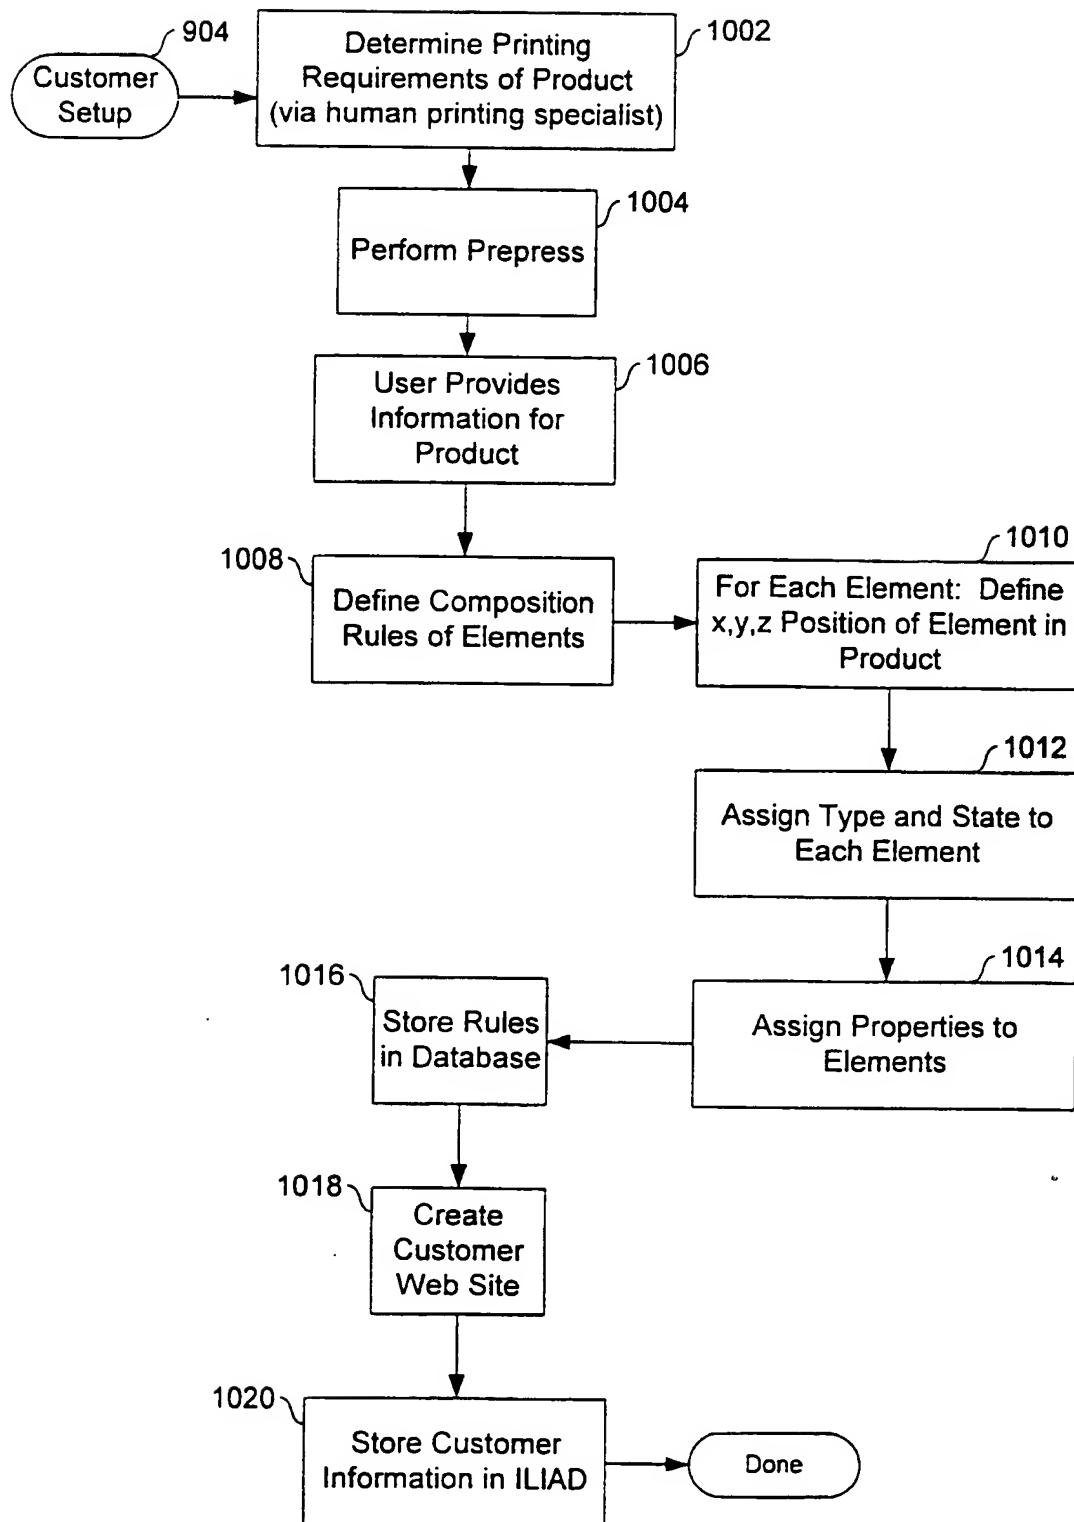 904
Customer
Setup
1002
Determine Printing
Requirements of Product
(via human printing specialist)
1004
Perform Prepress
1006
User Provides
Information for
Product
1008
Define Composition
Rules of Elements
1010
For Each Element: Define
x,y,z Position of Element in
Product
1012
Assign Type and State to
Each Element
1014
Assign Properties to
Elements
1016
Store Rules
in Database
1018
Create
Customer
Web Site
1020
Store Customer
Information in ILIAD
Done